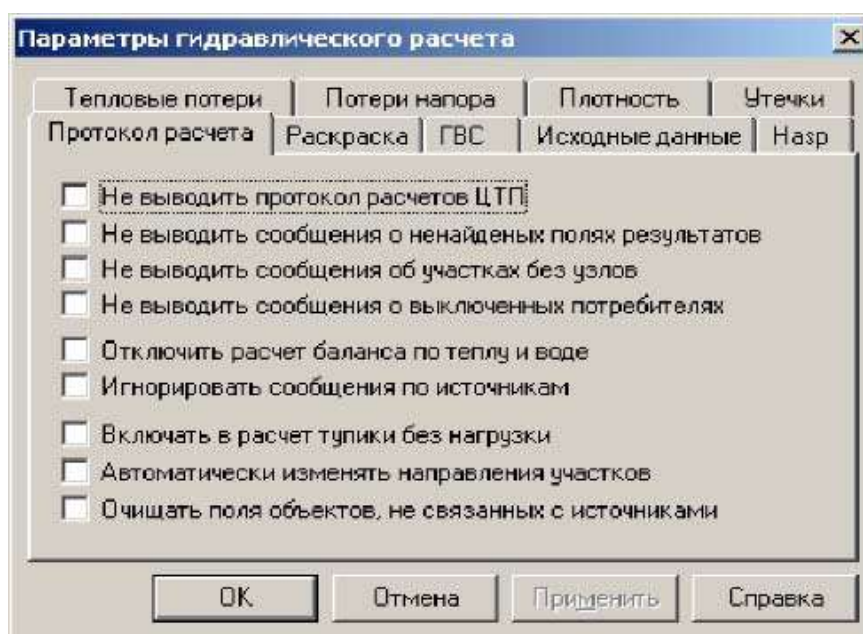 Параметры гидравлического расчета
Тепловые потери Потери напора Плотность Утечки
Протокол расчета Раскраска ГВС Исходные данные Hasp
Не выводить протокол расчетов ЦТП
Не выводить сообщения о ненайденых полях результатов
Не выводить сообщения об участках без узлов
Не выводить сообщения о выключенных потребителях
Отключить расчет баланса по теплу и воде
Игнорировать сообщения по источникам
Включать в расчет тупики без нагрузки
Автоматически изменять направления участков
Очищать поля объектов, не связанных с источниками
OK Отмена Применить Справка